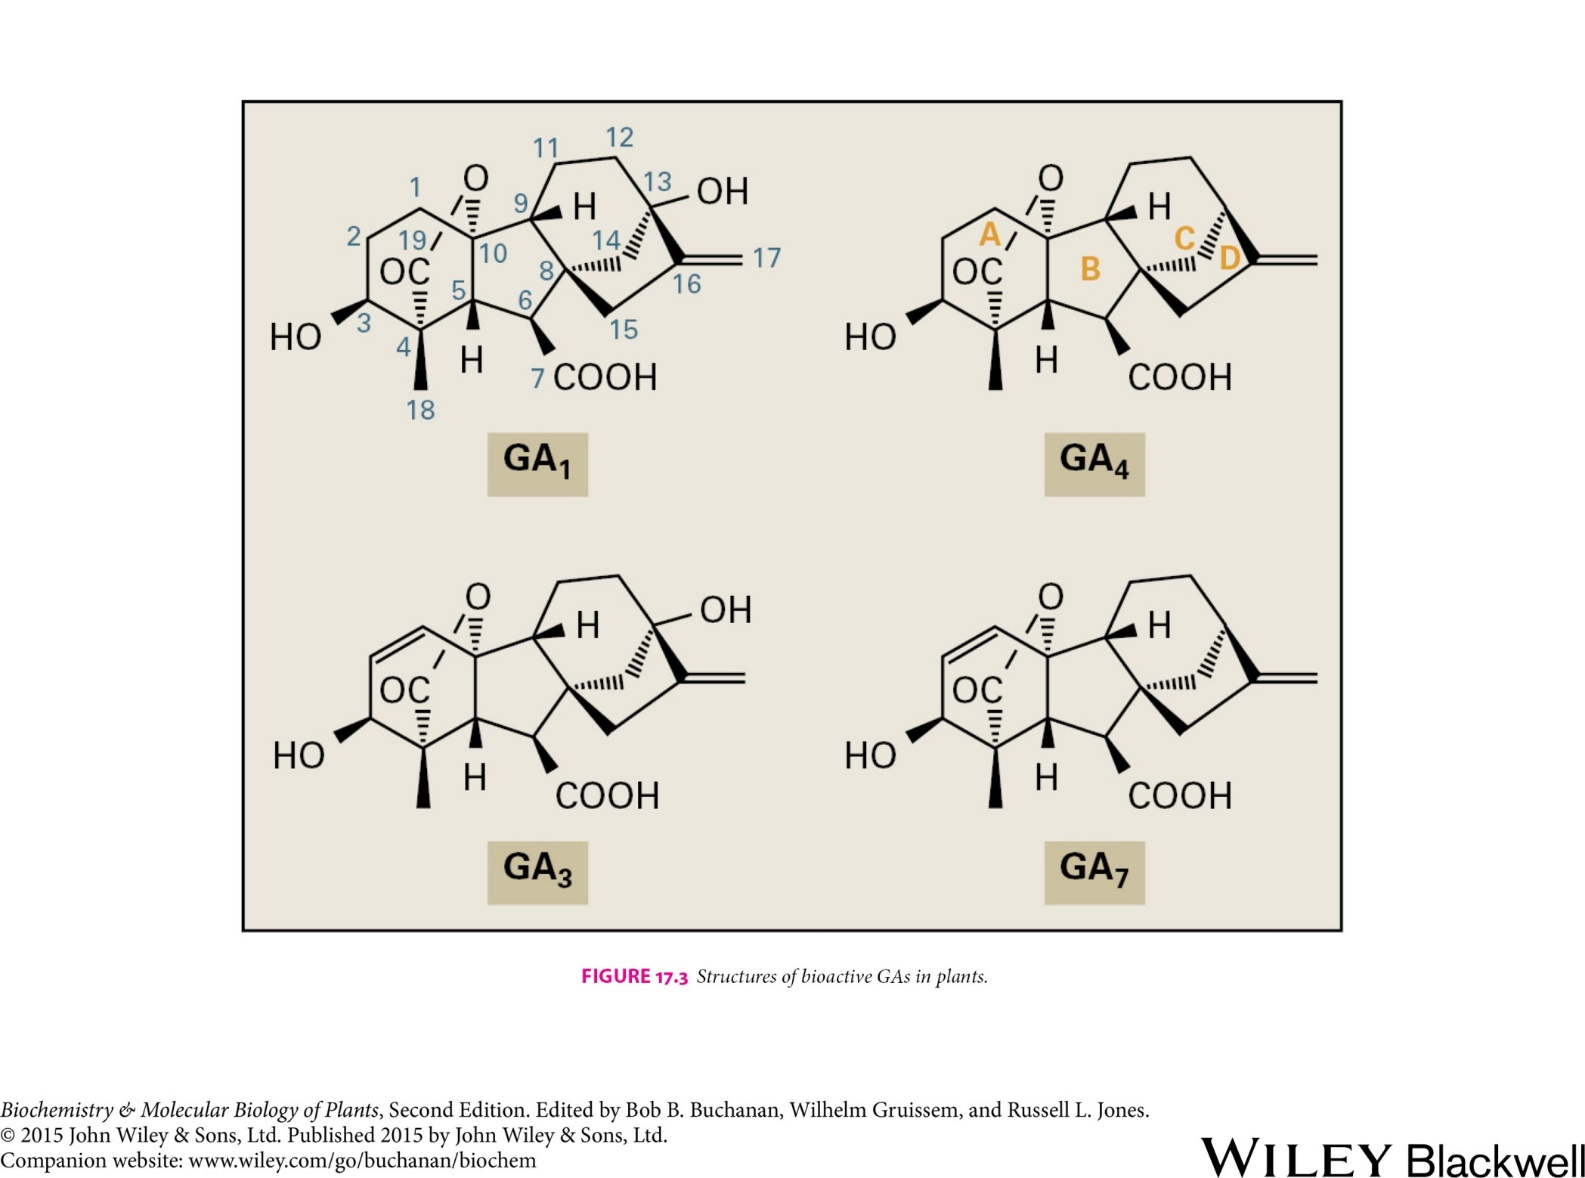 11 12
O
1 13 OH
9 H
2 19 10 14
OC 8 17
5 6 16
3 15
HO 4 H
7 COOH
18
GA₁
O
H
A C
OC B D
HO H
COOH
GA₄
O
H OH
OC
HO H
COOH
GA₃
O
H
OC
HO H
COOH
GA₇
FIGURE 17.3 Structures of bioactive GAs in plants.
Biochemistry & Molecular Biology of Plants, Second Edition. Edited by Bob B. Buchanan, Wilhelm Gruissem, and Russell L. Jones.
© 2015 John Wiley & Sons, Ltd. Published 2015 by John Wiley & Sons, Ltd.
Companion website: www.wiley.com/go/buchanan/biochem
WILEY Blackwell